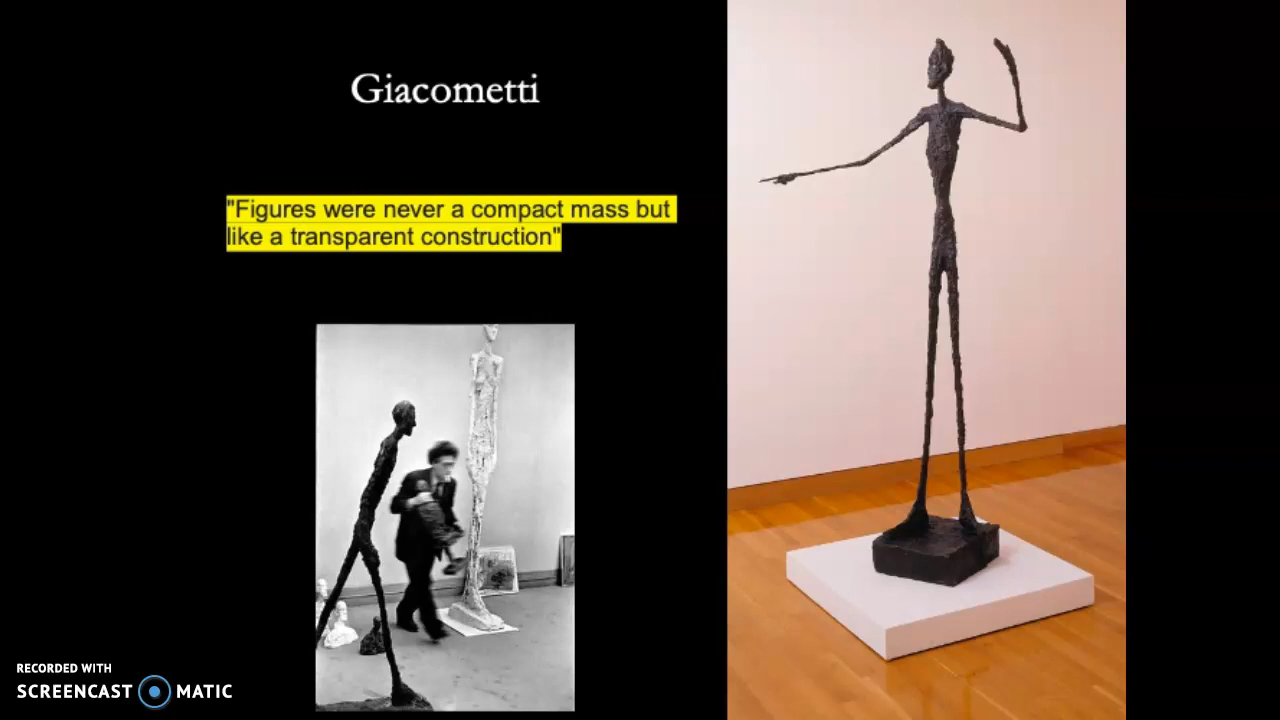 Giacometti
"Figures were never a compact mass but
like a transparent construction"
RECORDED WITH
SCREENCAST MATIC